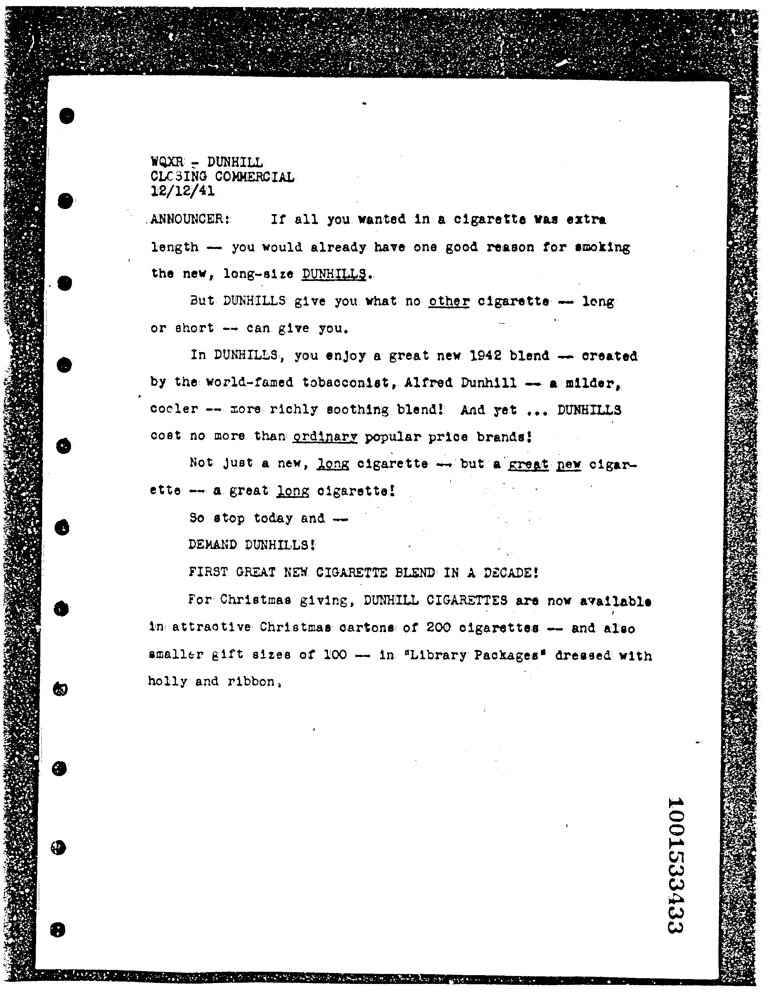 WQXR - DUNHILL
CLOSING COMMERCIAL
12/12/41
ANNOUNCER: If all you wanted in a cigarette was extra
length -- you would already have one good reason for smoking
the new, long-size DUNHILLS.
But DUNHILLS give you what no other cigarette -- long
or short -- can give you.
In DUNHILLS, you enjoy a great new 1942 blend -- created
by the world-famed tobacconist, Alfred Dunhill -- a milder,
cooler -- more richly soothing blend! And yet ... DUNHILLS
cost no more than ordinary popular price brands!
Not just a new, long cigarette -- but a great new cigar-
ette -- a great long cigarette!
So stop today and --
DEMAND DUNHILLS!
FIRST GREAT NEW CIGARETTE BLEND IN A DECADE!
For Christmas giving, DUNHILL CIGARETTES are now available
in attractive Christmas cartons of 200 cigarettes -- and also
smaller gift sizes of 100 -- in "Library Packages" dressed with
holly and ribbon.
1001533433